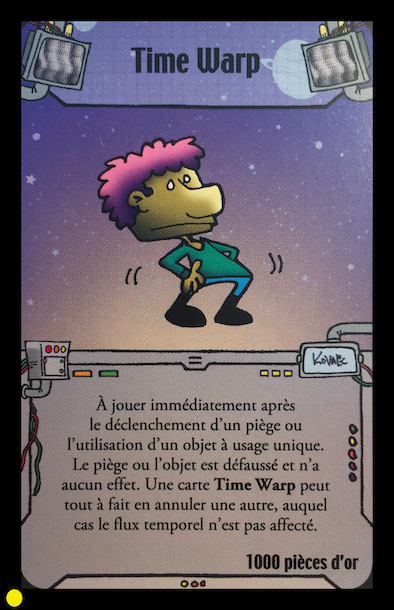 Time Warp
KOVALIC
À jouer immédiatement après
le déclenchement d'un piège ou
l'utilisation d'un objet à usage unique.
Le piège ou l'objet est défaussé et n'a
aucun effet. Une carte Time Warp peut
tout à fait en annuler une autre, auquel
cas le flux temporel n'est pas affecté.
1000 pièces d'or